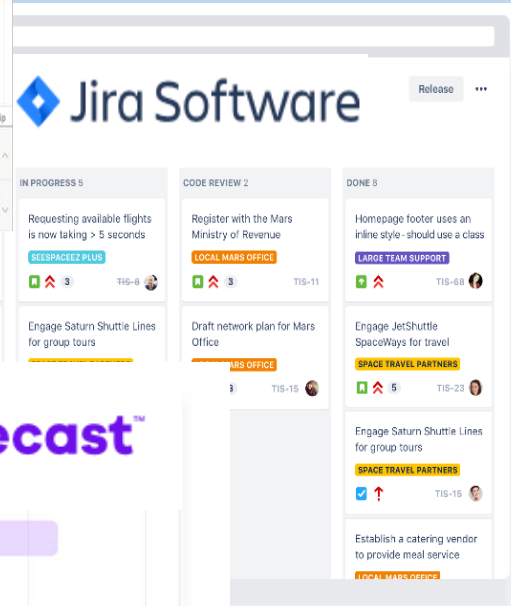 Jira Software
Release
ip
IN PROGRESS 5
Requesting available flights
is now taking > 5 seconds
SEESPACEEZ PLUS
3
TIS-8
Engage Saturn Shuttle Lines
for group tours
CODE REVIEW 2
Register with the Mars
Ministry of Revenue
LOCAL MARS OFFICE
3
TIS-11
Draft network plan for Mars
Office
MARS OFFICE
3
TIS-15
DONE 8
Homepage footer uses an
inline style - should use a class
LARGE TEAM SUPPORT
TIS-68
Engage JetShuttle
SpaceWays for travel
SPACE TRAVEL PARTNERS
5
TIS-23
Engage Saturn Shuttle Lines
for group tours
SPACE TRAVEL PARTNERS
TIS-15
Establish a catering vendor
to provide meal service
LOCAL MARS OFFICE
ecast™